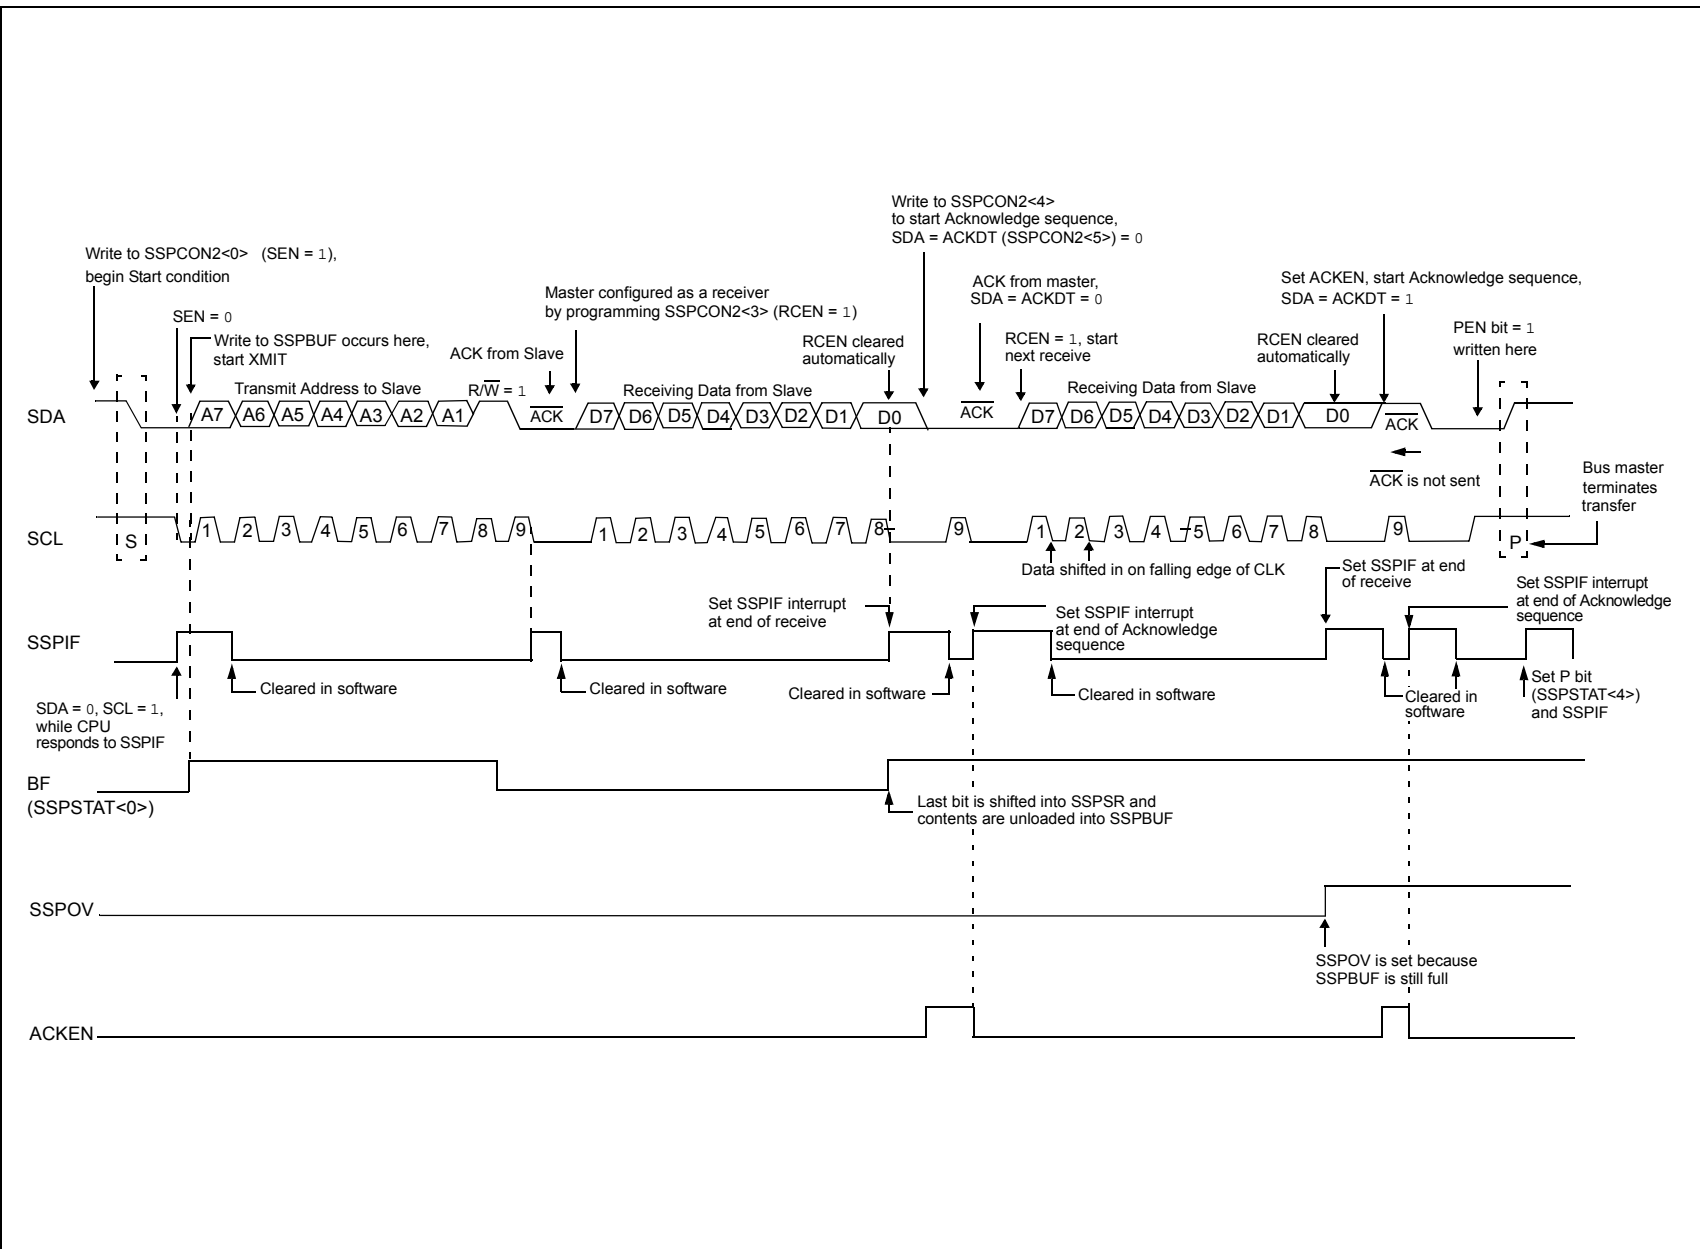 Write to SSPCON2<4>
to start Acknowledge sequence,
SDA = ACKDT (SSPCON2<5>) = 0
Write to SSPCON2<0> (SEN = 1),
begin Start condition
ACK from master,
SDA = ACKDT = 0
Set ACKEN, start Acknowledge sequence,
SDA = ACKDT = 1
Master configured as a receiver
by programming SSPCON2<3> (RCEN = 1)
SEN = 0
Write to SSPBUF occurs here,
start XMIT
ACK from Slave
RCEN cleared
automatically
RCEN = 1, start
next receive
RCEN cleared
automatically
PEN bit = 1
written here
Transmit Address to Slave
R/W̅ = 1
Receiving Data from Slave
Receiving Data from Slave
SDA
A7 A6 A5 A4 A3 A2 A1 A̅C̅K̅ D7 D6 D5 D4 D3 D2 D1 D0 A̅C̅K̅ D7 D6 D5 D4 D3 D2 D1 D0 A̅C̅K̅
A̅C̅K̅ is not sent
Bus master
terminates
transfer
SCL
S 1 2 3 4 5 6 7 8 9 1 2 3 4 5 6 7 8 9 1 2 3 4 5 6 7 8 9 P
Data shifted in on falling edge of CLK
Set SSPIF at end
of receive
Set SSPIF interrupt
at end of receive
Set SSPIF interrupt
at end of Acknowledge
sequence
Set SSPIF interrupt
at end of Acknowledge
sequence
SSPIF
Cleared in software
Cleared in software
Cleared in software
Cleared in software
Cleared in
software
Set P bit
(SSPSTAT<4>)
and SSPIF
SDA = 0, SCL = 1,
while CPU
responds to SSPIF
BF
(SSPSTAT<0>)
Last bit is shifted into SSPSR and
contents are unloaded into SSPBUF
SSPOV
SSPOV is set because
SSPBUF is still full
ACKEN